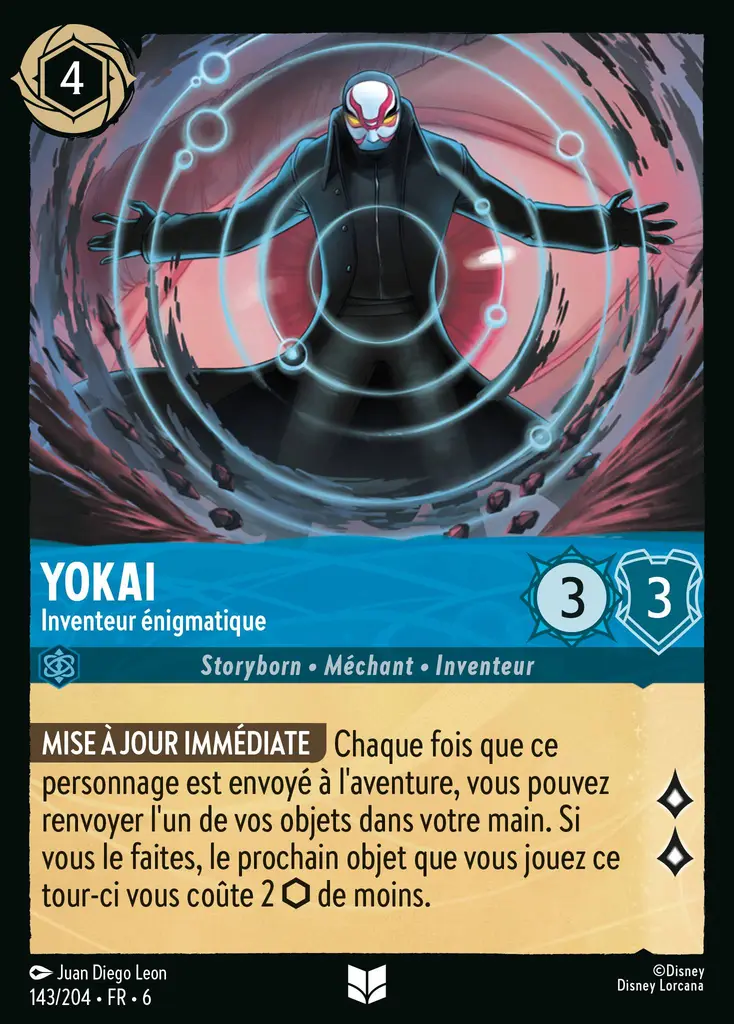 4
YOKAI
Inventeur énigmatique
3
3
Storyborn • Méchant • Inventeur
MISE À JOUR IMMÉDIATE Chaque fois que ce
personnage est envoyé à l'aventure, vous pouvez
renvoyer l'un de vos objets dans votre main. Si
vous le faites, le prochain objet que vous jouez ce
tour-ci vous coûte 2 ⬡ de moins.
Juan Diego Leon
143/204 • FR • 6
©Disney
Disney Lorcana